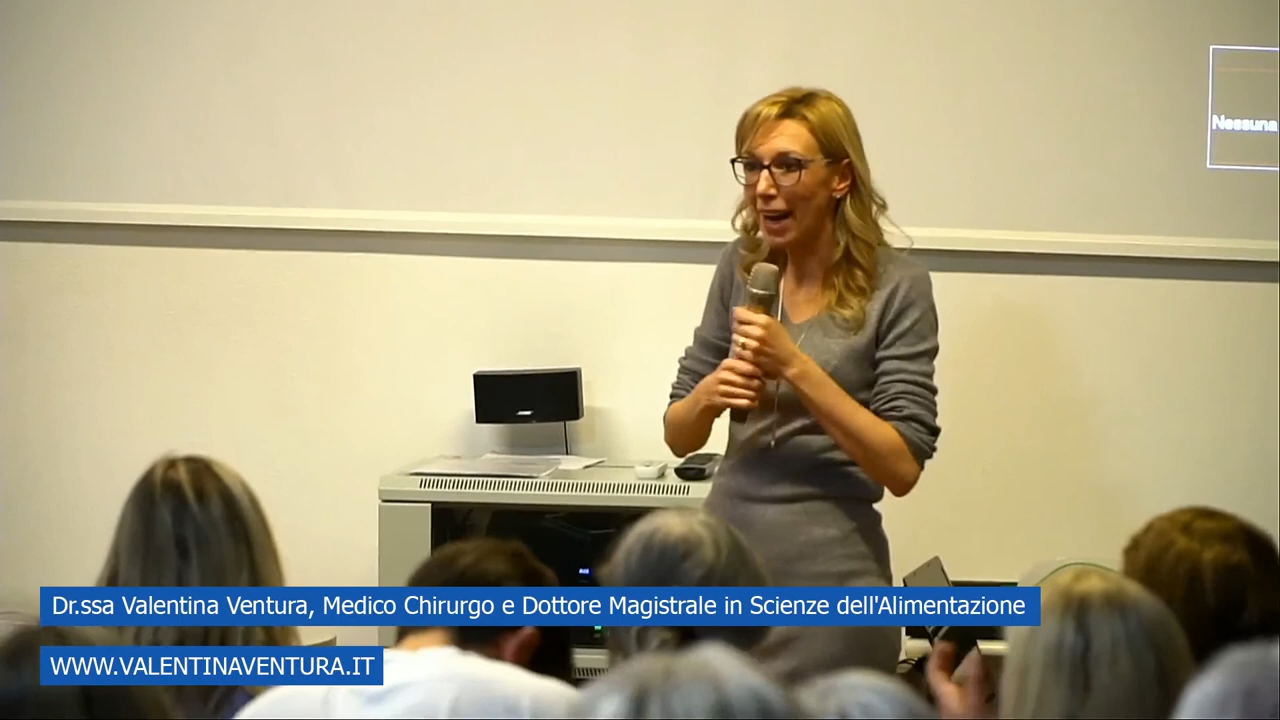 Nessuna
Dr.ssa Valentina Ventura, Medico Chirurgo e Dottore Magistrale in Scienze dell'Alimentazione
WWW.VALENTINAVENTURA.IT